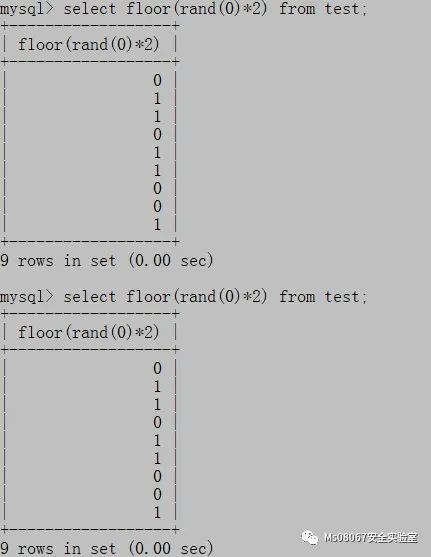 mysql> select floor(rand(0)*2) from test;
+------------------+
| floor(rand(0)*2) |
+------------------+
|                0 |
|                1 |
|                1 |
|                0 |
|                1 |
|                1 |
|                0 |
|                0 |
|                1 |
+------------------+
9 rows in set (0.00 sec)
mysql> select floor(rand(0)*2) from test;
+------------------+
| floor(rand(0)*2) |
+------------------+
|                0 |
|                1 |
|                1 |
|                0 |
|                1 |
|                1 |
|                0 |
|                0 |
|                1 |
+------------------+
9 rows in set (0.00 sec)
Ms08067安全实验室